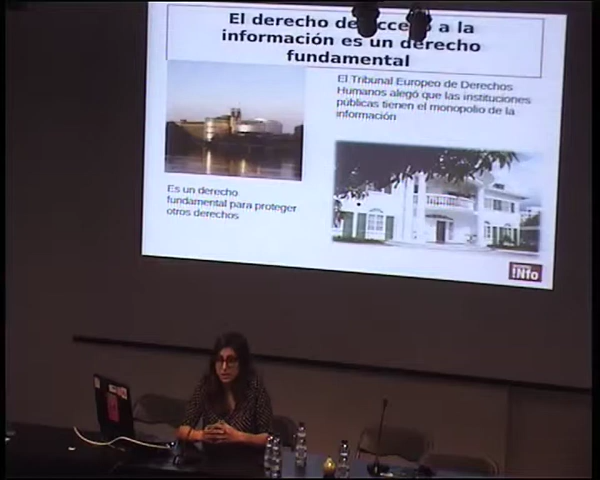 El derecho de acceso a la
información es un derecho
fundamental
El Tribunal Europeo de Derechos
Humanos alegó que las instituciones
públicas tienen el monopolio de la
información
Es un derecho
fundamental para proteger
otros derechos
!Nfo